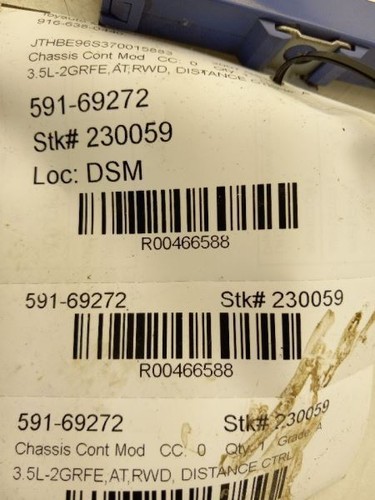 JTHBE96S370015883
Chassis Cont Mod CC: 0 Qty:
3.5L-2GRFE,AT,RWD, DISTANCE
591-69272
Stk# 230059
Loc: DSM
R00466588
591-69272 Stk# 230059
R00466588
591-69272 Stk# 230059
Chassis Cont Mod CC 0 Qty 1 Grade A
3.5L-2GRFE,AT,RWD, DISTANCE CTRL